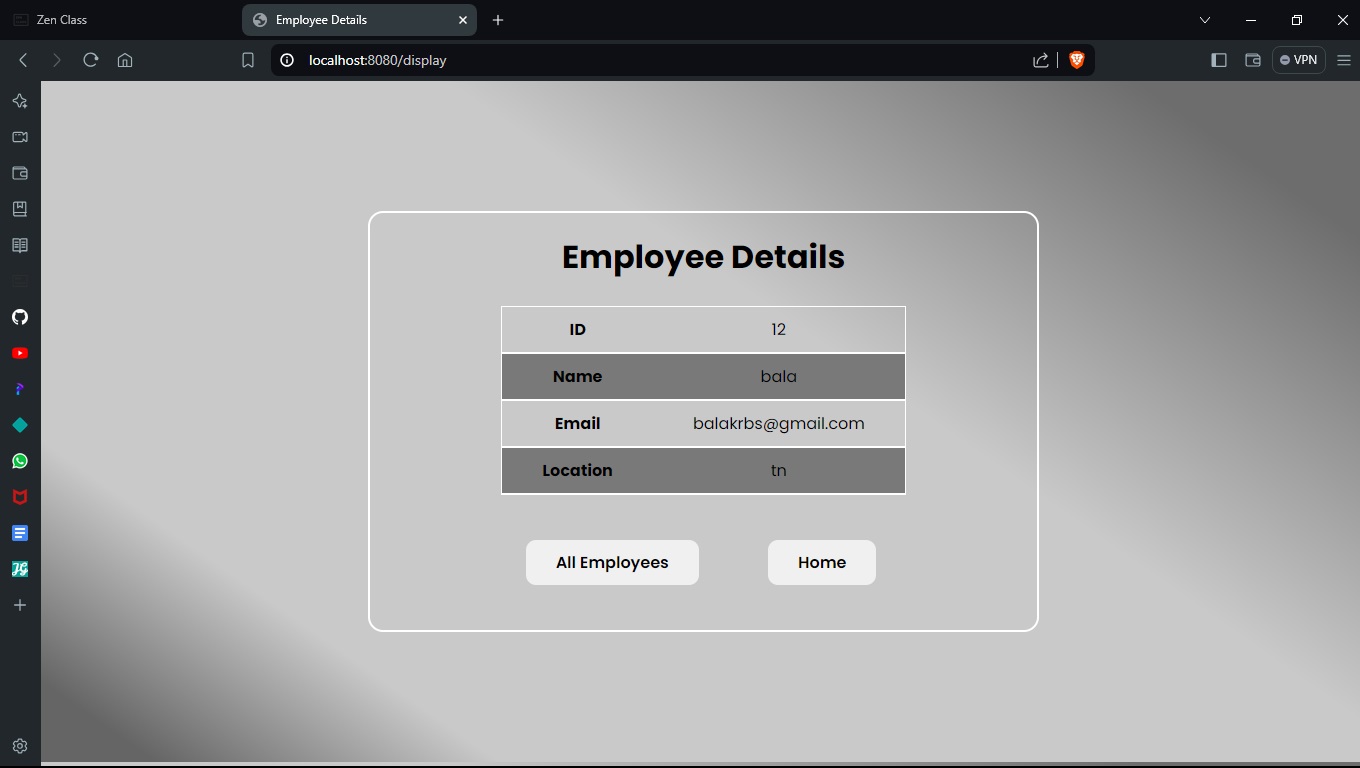 Zen Class
Employee Details
localhost:8080/display
VPN
Employee Details
ID 12
Name bala
Email balakrbs@gmail.com
Location tn
All Employees Home